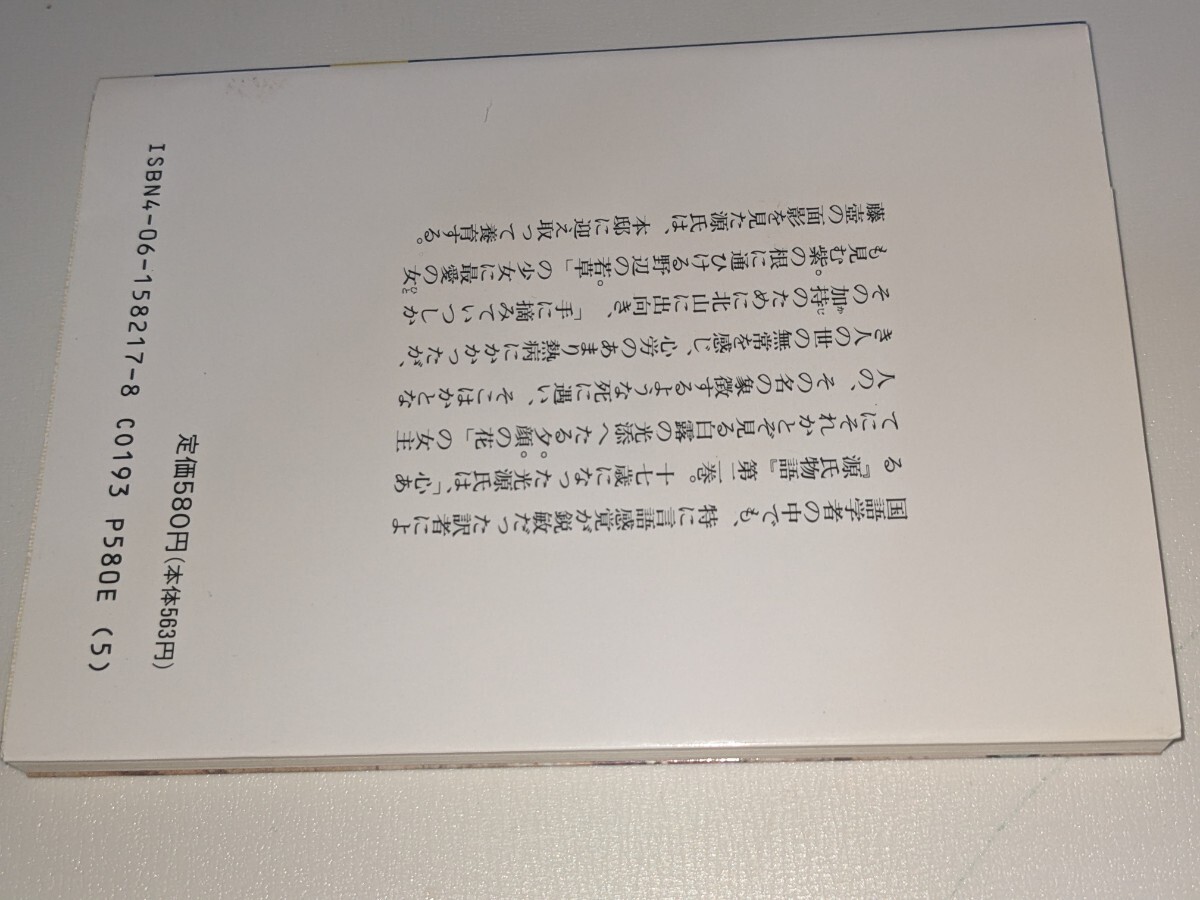 国語学者の中でも、特に言語感覚が鋭敏だった訳者によ
る『源氏物語』第二巻。十七歳になった光源氏は、「心あ
てにそれかとぞ見る白露の光添へたる夕顔の花」の女主
人の、その名の象徴するような死に遇い、そこはかとな
き人の世の無常を感じ、心労のあまり熱病にかかったが、
その加持のために北山に出向き、「手に摘みていつしか
も見む紫の根に通ひける野辺の若草」の少女に最愛の女
藤壺の面影を見た源氏は、本邸に迎え取って養育する。
定価580円(本体563円)
ISBN4-06-158217-8 C0193 P580E (5)